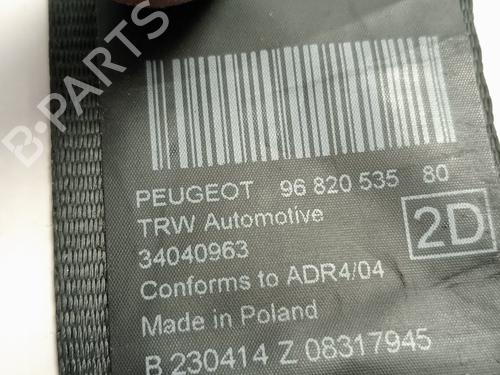 PEUGEOT 96 820 535 80
TRW Automotive
34040963
2D
Conforms to ADR4/04
Made in Poland
B 230414 Z 08317945
B-PARTS